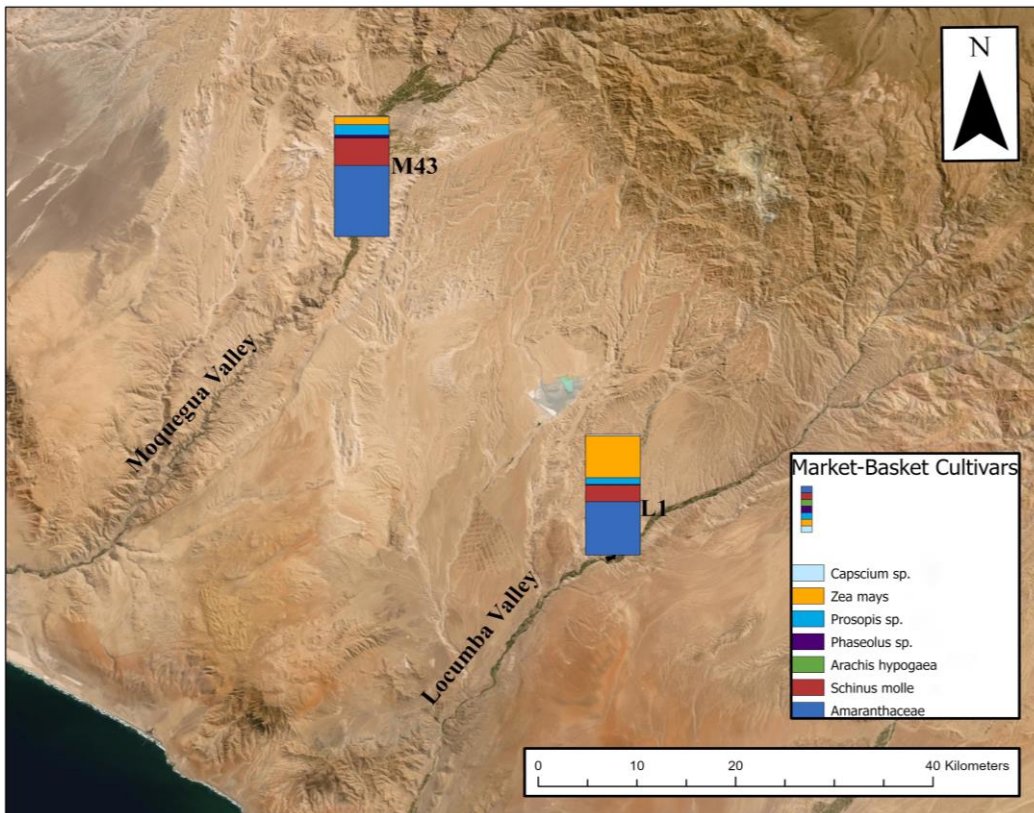 N
M43
Moquegua Valley
L1
Locumba Valley
Market-Basket Cultivars
Capscium sp.
Zea mays
Prosopis sp.
Phaseolus sp.
Arachis hypogaea
Schinus molle
Amaranthaceae
0 10 20 40 Kilometers